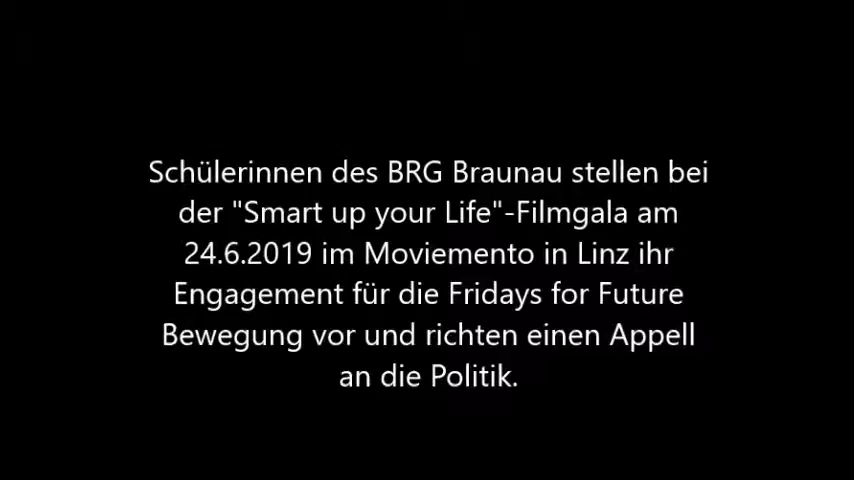 Schülerinnen des BRG Braunau stellen bei
der "Smart up your Life"-Filmgala am
24.6.2019 im Moviemento in Linz ihr
Engagement für die Fridays for Future
Bewegung vor und richten einen Appell
an die Politik.